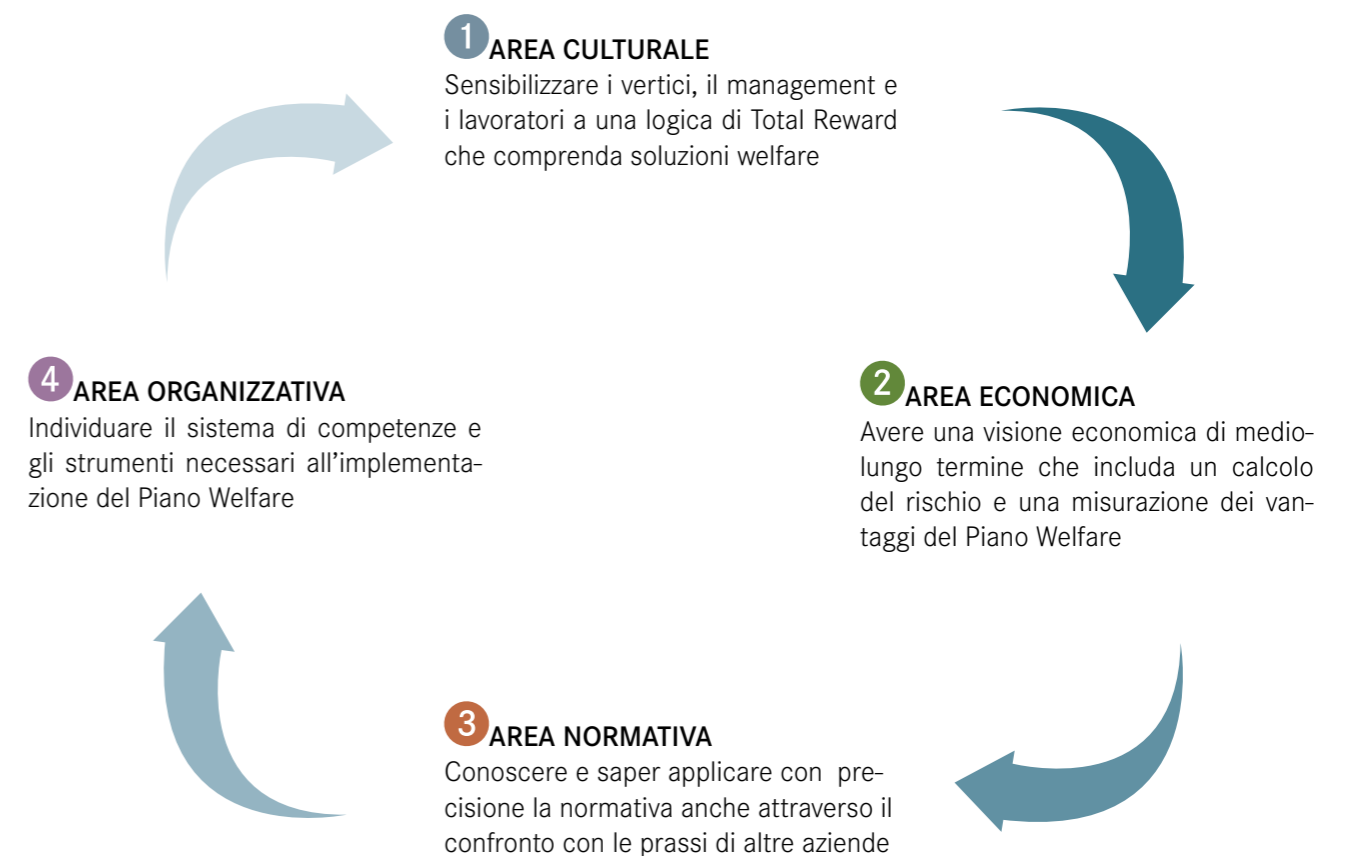 1 AREA CULTURALE
Sensibilizzare i vertici, il management e
i lavoratori a una logica di Total Reward
che comprenda soluzioni welfare
2 AREA ECONOMICA
Avere una visione economica di medio-
lungo termine che includa un calcolo
del rischio e una misurazione dei van-
taggi del Piano Welfare
3 AREA NORMATIVA
Conoscere e saper applicare con pre-
cisione la normativa anche attraverso il
confronto con le prassi di altre aziende
4 AREA ORGANIZZATIVA
Individuare il sistema di competenze e
gli strumenti necessari all'implementa-
zione del Piano Welfare